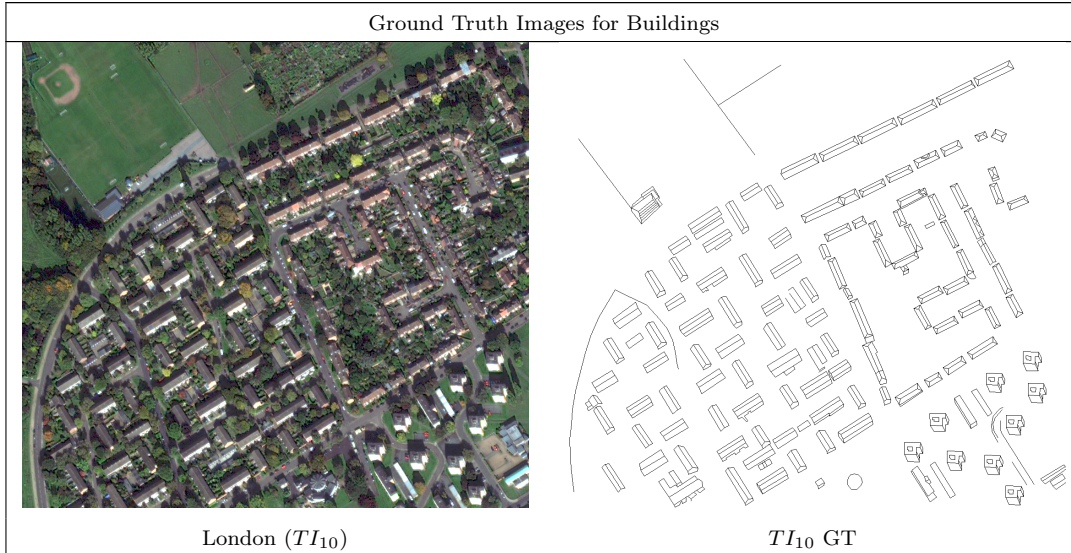 Ground Truth Images for Buildings
London (TI₁₀)
TI₁₀ GT